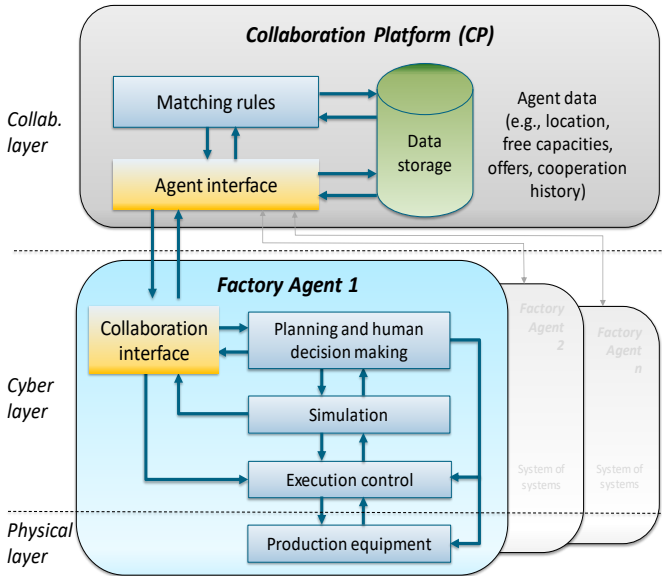 Collaboration Platform (CP)
Collab.
layer
Matching rules
Agent interface
Data
storage
Agent data
(e.g., location,
free capacities,
offers, cooperation
history)
Factory Agent 1
Cyber
layer
Collaboration
interface
Planning and human
decision making
Simulation
Execution control
Physical
layer
Production equipment
Factory
Agent
2
System of
systems
Factory
Agent
n
System of
systems